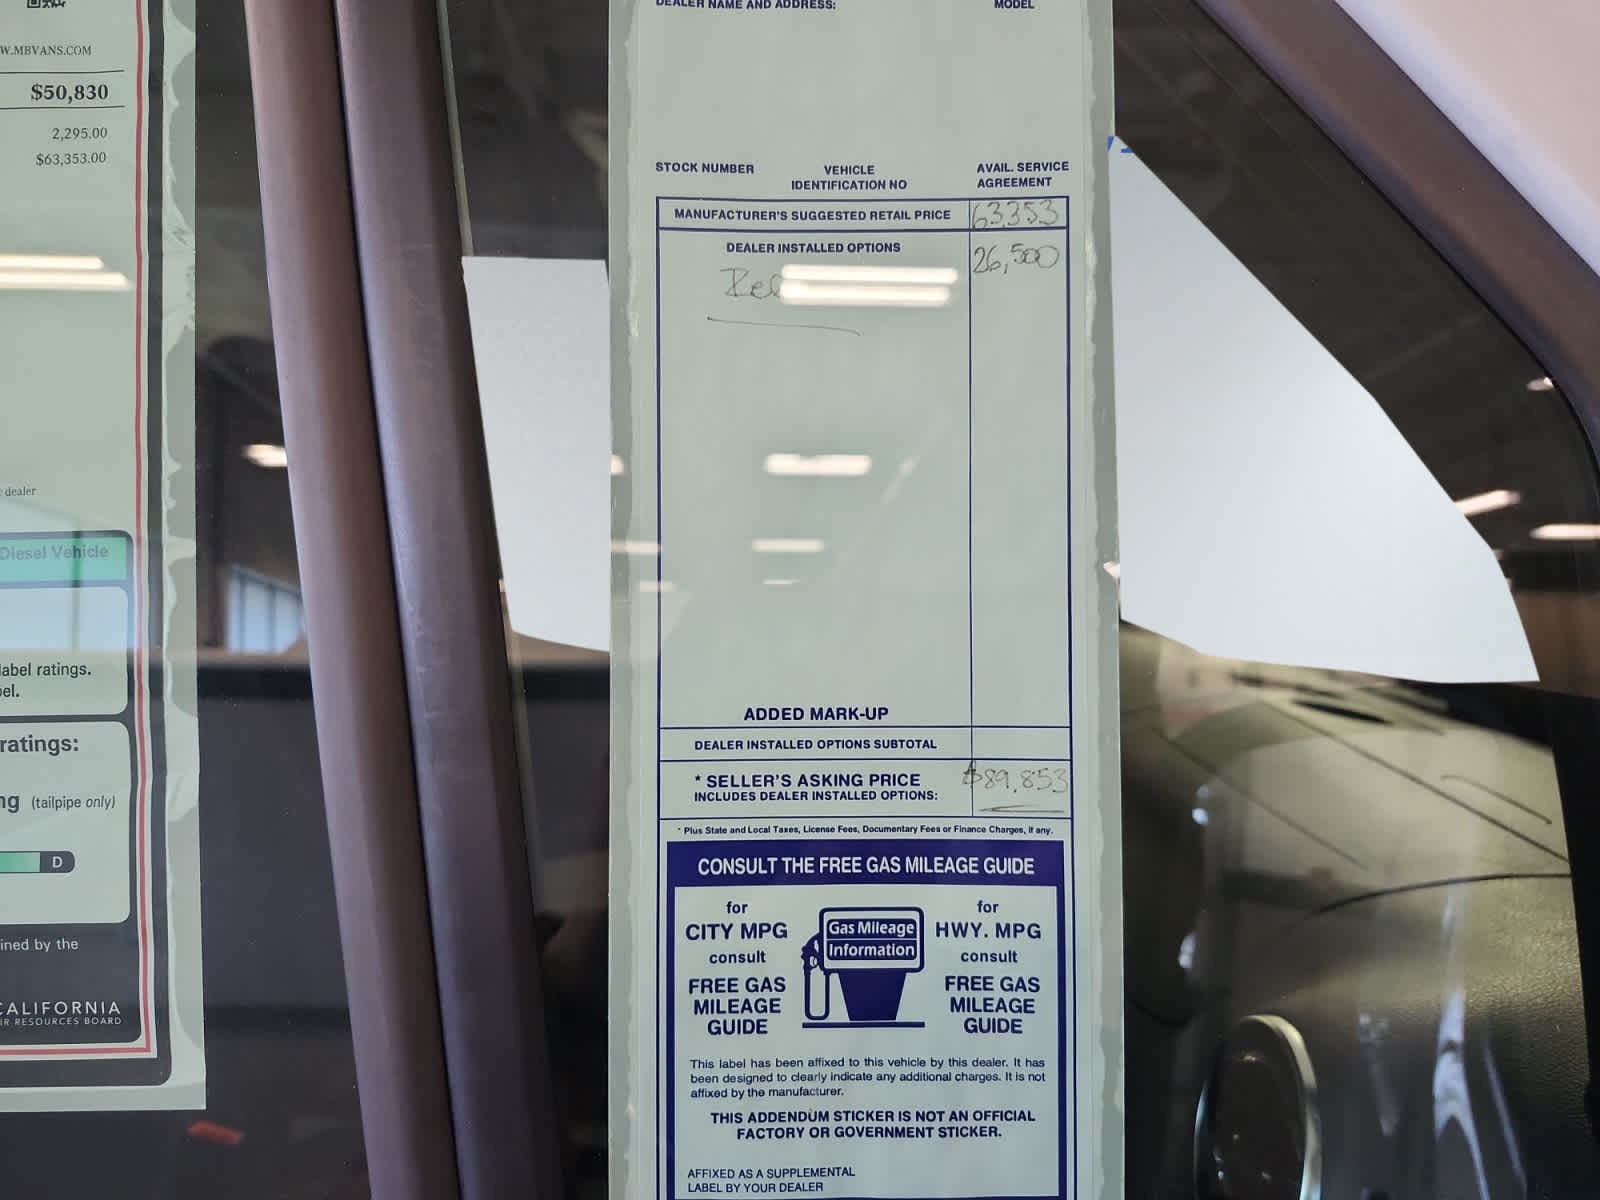 W.MBVANS.COM
$50,830
2,295.00
$63,353.00
dealer
Diesel Vehicle
label ratings.
el.
ratings:
ng (tailpipe only)
D
ined by the
CALIFORNIA
IR RESOURCES BOARD
DEALER NAME AND ADDRESS: MODEL
STOCK NUMBER VEHICLE IDENTIFICATION NO AVAIL. SERVICE AGREEMENT
MANUFACTURER'S SUGGESTED RETAIL PRICE 63,353
DEALER INSTALLED OPTIONS 26,500
ADDED MARK-UP
DEALER INSTALLED OPTIONS SUBTOTAL
* SELLER'S ASKING PRICE $89,853
INCLUDES DEALER INSTALLED OPTIONS:
* Plus State and Local Taxes, License Fees, Documentary Fees or Finance Charges, if any.
CONSULT THE FREE GAS MILEAGE GUIDE
for
CITY MPG
consult
FREE GAS
MILEAGE
GUIDE
Gas Mileage
Information
for
HWY. MPG
consult
FREE GAS
MILEAGE
GUIDE
This label has been affixed to this vehicle by this dealer. It has
been designed to clearly indicate any additional charges. It is not
affixed by the manufacturer.
THIS ADDENDUM STICKER IS NOT AN OFFICIAL
FACTORY OR GOVERNMENT STICKER.
AFFIXED AS A SUPPLEMENTAL
LABEL BY YOUR DEALER